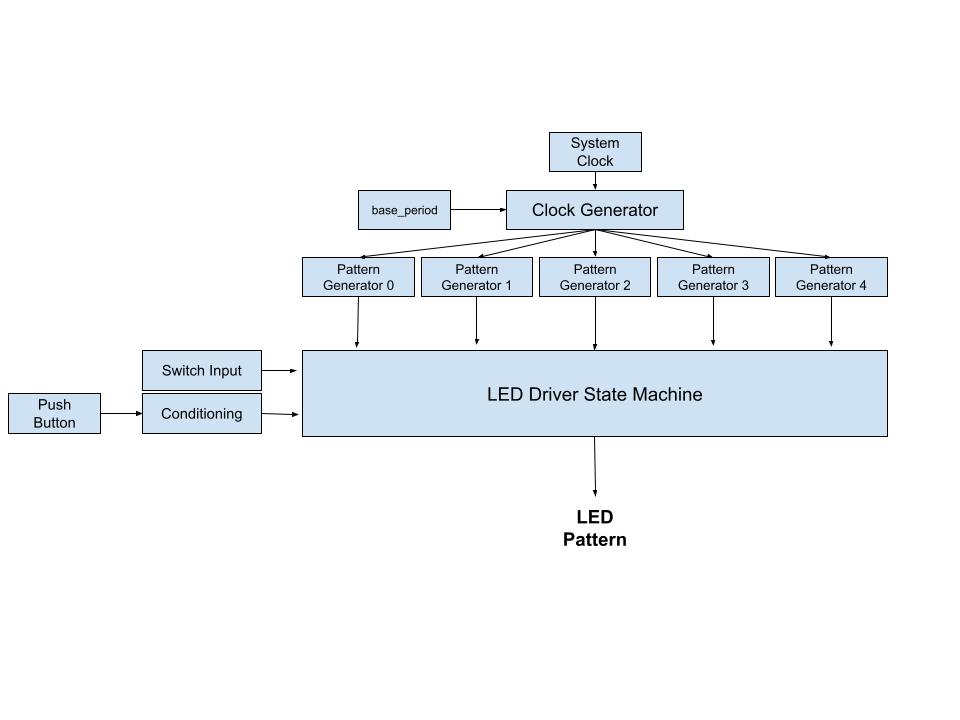 System
Clock
base_period
Clock Generator
Pattern
Generator 0
Pattern
Generator 1
Pattern
Generator 2
Pattern
Generator 3
Pattern
Generator 4
Switch Input
Push
Button
Conditioning
LED Driver State Machine
LED
Pattern